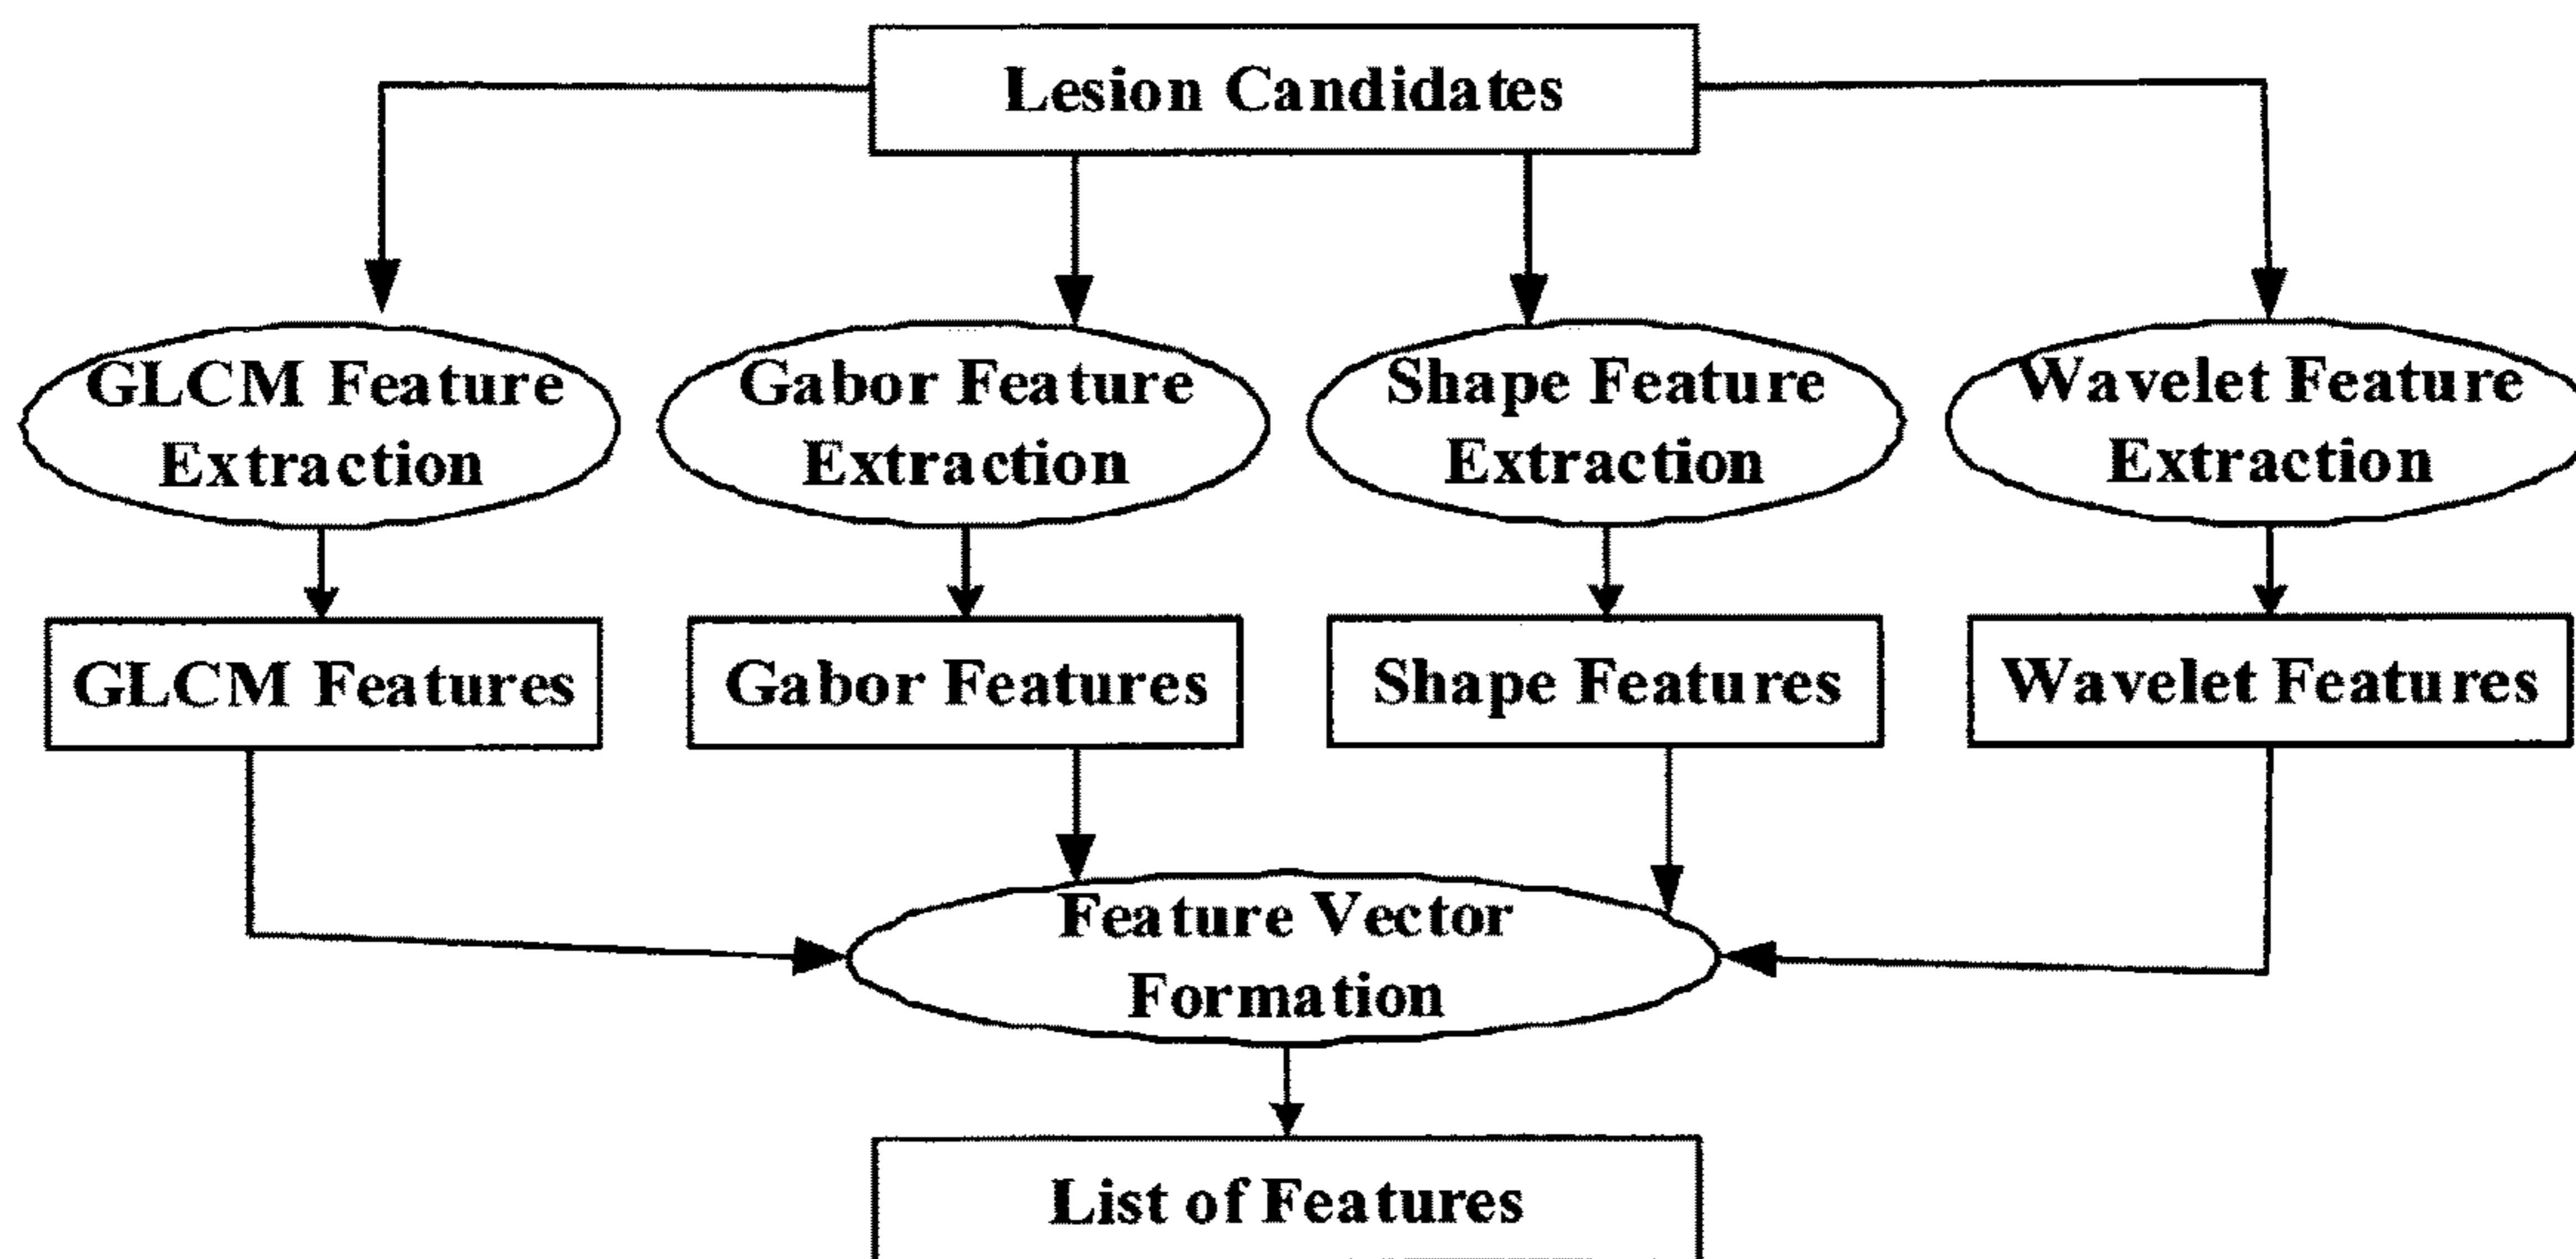 Lesion Candidates
GLCM Feature
Extraction
Gabor Feature
Extraction
Shape Feature
Extraction
Wavelet Feature
Extraction
GLCM Features
Gabor Features
Shape Features
Wavelet Features
Feature Vector
Formation
List of Features